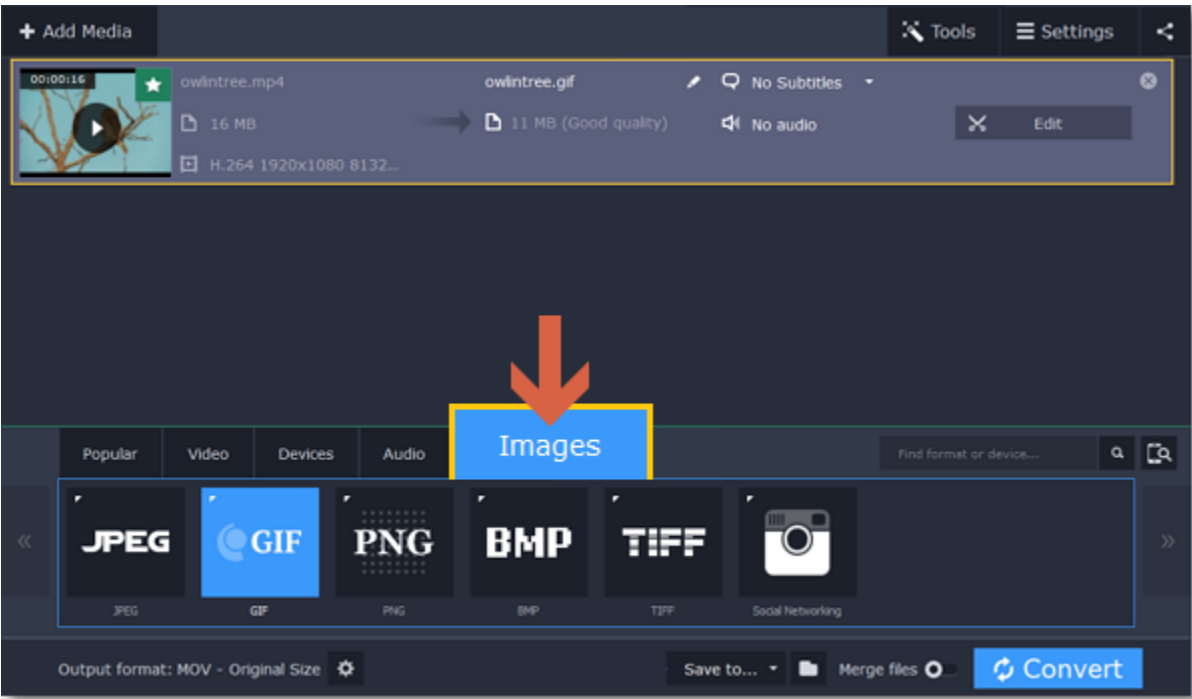 Add Media
Tools
Settings
00:00:16
owlintree.mp4
owlintree.gif
No Subtitles
16 MB
11 MB (Good quality)
No audio
Edit
H.264 1920x1080 8132...
Images
Popular
Video
Devices
Audio
Find format or device....
JPEG
GIF
PNG
BMP
TIFF
JPEG
GIF
PNG
BMP
TIFF
Social Networking
Output format: MOV - Original Size
Save to...
Merge files
Convert